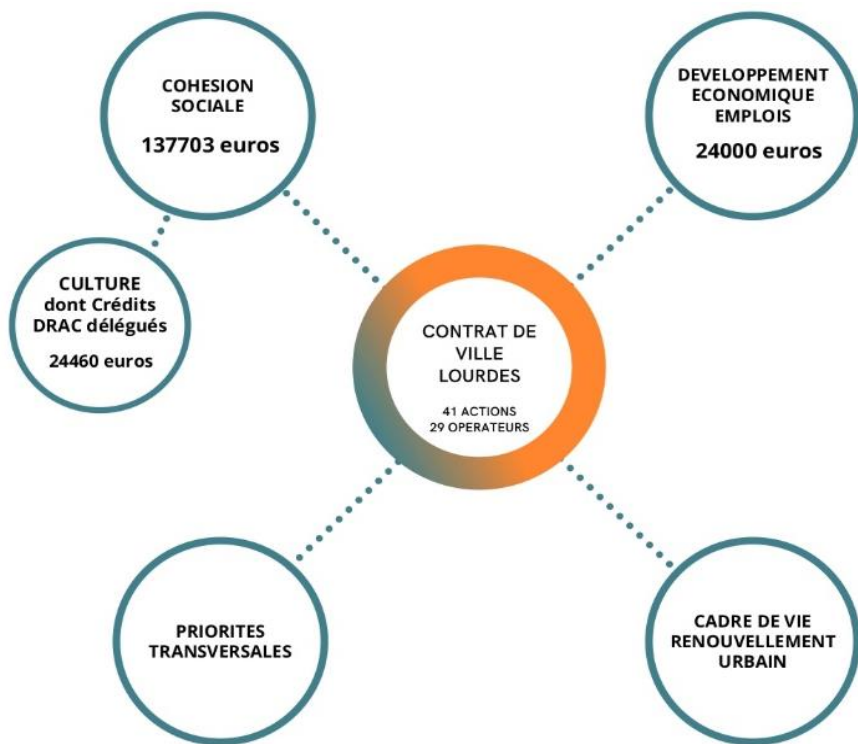 COHESION
SOCIALE
137703 euros
DEVELOPPEMENT
ECONOMIQUE
EMPLOIS
24000 euros
CULTURE
dont Crédits
DRAC délégués
24460 euros
CONTRAT DE
VILLE
LOURDES
41 ACTIONS
29 OPERATEURS
PRIORITES
TRANSVERSALES
CADRE DE VIE
RENOUVELLEMENT
URBAIN